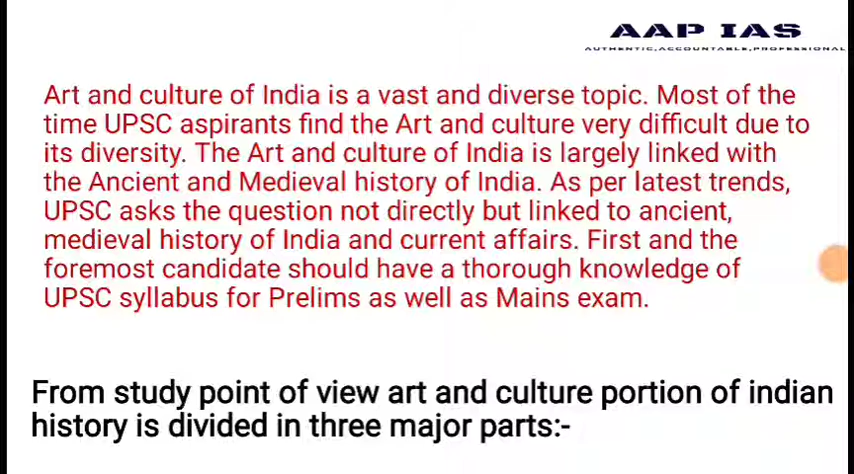 AAP IAS
AUTHENTIC,ACCOUNTABLE,PROFESSIONAL
Art and culture of India is a vast and diverse topic. Most of the
time UPSC aspirants find the Art and culture very difficult due to
its diversity. The Art and culture of India is largely linked with
the Ancient and Medieval history of India. As per latest trends,
UPSC asks the question not directly but linked to ancient,
medieval history of India and current affairs. First and the
foremost candidate should have a thorough knowledge of
UPSC syllabus for Prelims as well as Mains exam.
From study point of view art and culture portion of indian
history is divided in three major parts:-